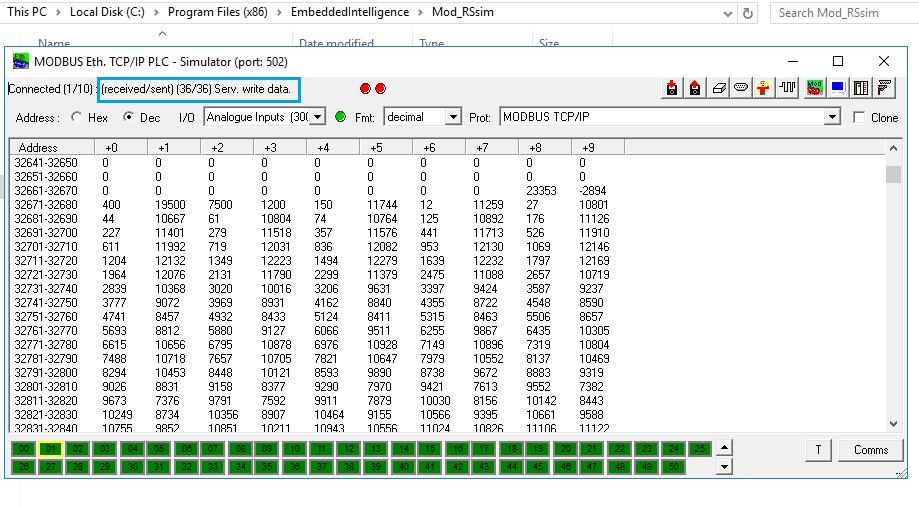 This PC > Local Disk (C:) > Program Files (x86) > EmbeddedIntelligence > Mod_RSsim
Search Mod_RSsim
Name Date modified Type Size
MODBUS Eth. TCP/IP PLC - Simulator (port: 502)
Connected (1/10) : (received/sent) (36/36) Serv. write data.
Address : Hex Dec I/O Analogue Inputs (300 Fmt: decimal Prot: MODBUS TCP/IP Clone
Address +0 +1 +2 +3 +4 +5 +6 +7 +8 +9
32641-32650 0 0 0 0 0 0 0 0 0 0
32651-32660 0 0 0 0 0 0 0 0 0 0
32661-32670 0 0 0 0 0 0 0 0 23353 -2894
32671-32680 400 19500 7500 1200 150 11744 12 11259 27 10801
32681-32690 44 10667 61 10804 74 10764 125 10892 176 11126
32691-32700 227 11401 279 11518 357 11576 441 11713 526 11910
32701-32710 611 11992 719 12031 836 12082 953 12130 1069 12146
32711-32720 1204 12132 1349 12223 1494 12279 1639 12232 1797 12169
32721-32730 1964 12076 2131 11790 2299 11379 2475 11088 2657 10719
32731-32740 2839 10368 3020 10016 3206 9631 3397 9424 3587 9237
32741-32750 3777 9072 3969 8931 4162 8840 4355 8722 4548 8590
32751-32760 4741 8457 4932 8433 5124 8411 5315 8463 5506 8657
32761-32770 5693 8812 5880 9127 6066 9511 6255 9867 6435 10305
32771-32780 6615 10656 6795 10878 6976 10928 7149 10896 7319 10804
32781-32790 7488 10718 7657 10705 7821 10647 7979 10552 8137 10469
32791-32800 8294 10453 8448 10121 8593 9890 8738 9672 8883 9319
32801-32810 9026 8831 9158 8377 9290 7970 9421 7613 9552 7382
32811-32820 9673 7376 9791 7592 9911 7879 10030 8156 10142 8443
32821-32830 10249 8734 10356 8907 10464 9155 10566 9395 10661 9588
32831-32840 10755 9852 10851 10211 10943 10556 11024 10826 11106 11122
00 01 02 03 04 05 06 07 08 09 10 11 12 13 14 15 16 17 18 19 20 21 22 23 24 25
26 27 28 29 30 31 32 33 34 35 36 37 38 39 40 41 42 43 44 45 46 47 48 49 50
T Comms